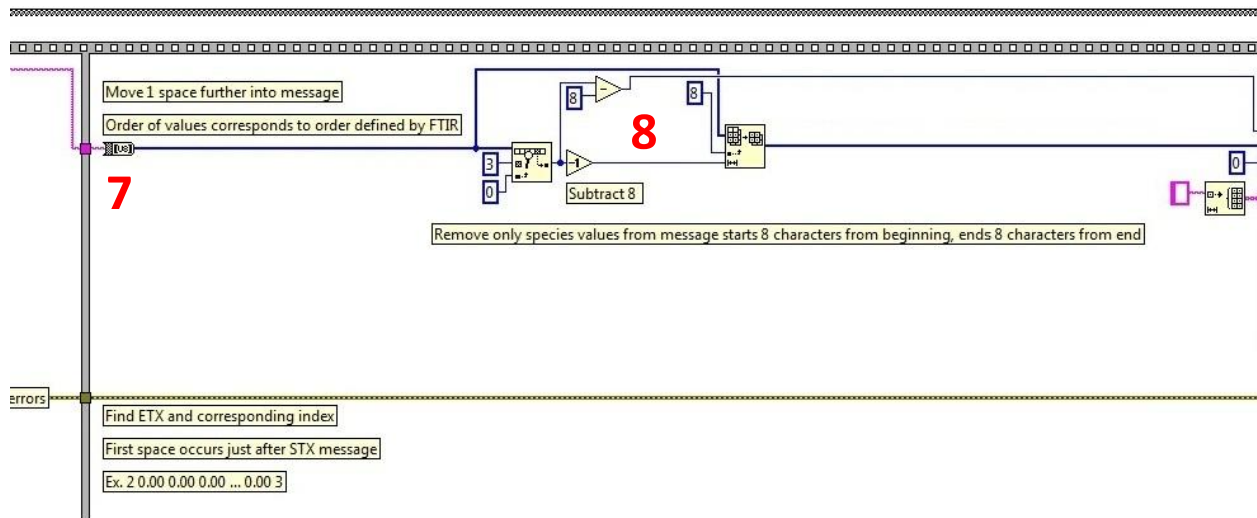 Move 1 space further into message
Order of values corresponds to order defined by FTIR
[U8]
7
8
-
8
8
3
0
-1
Subtract 8
0
Remove only species values from message starts 8 characters from beginning, ends 8 characters from end
errors
Find ETX and corresponding index
First space occurs just after STX message
Ex. 2 0.00 0.00 0.00 ... 0.00 3